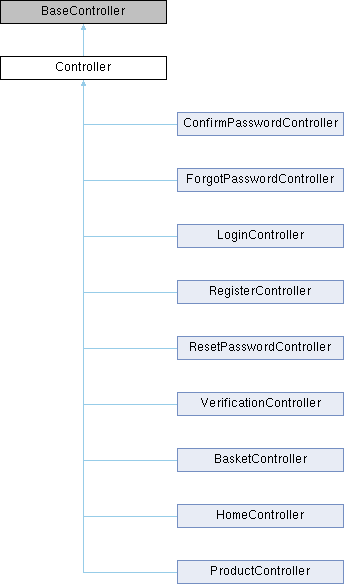 BaseController
Controller
ConfirmPasswordController
ForgotPasswordController
LoginController
RegisterController
ResetPasswordController
VerificationController
BasketController
HomeController
ProductController